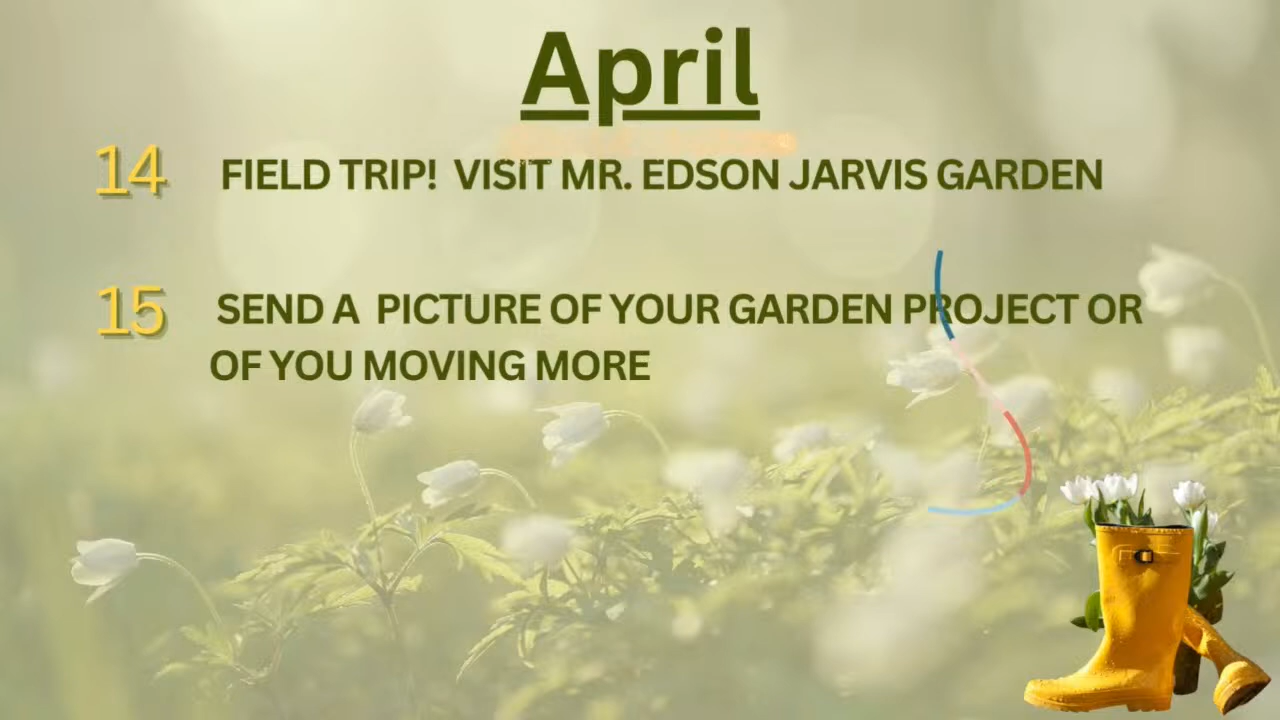 April
14 FIELD TRIP! VISIT MR. EDSON JARVIS GARDEN
15 SEND A PICTURE OF YOUR GARDEN PROJECT OR
OF YOU MOVING MORE